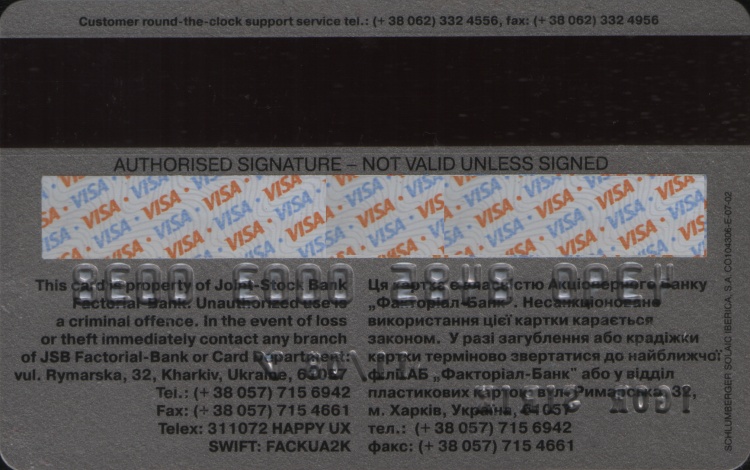 Customer round-the-clock support service tel.: (+ 38 062) 332 4556, fax: (+ 38 062) 332 4956
AUTHORISED SIGNATURE – NOT VALID UNLESS SIGNED
VISA
This card is property of Joint-Stock Bank
Factorial-Bank. Unauthorized use is
a criminal offence. In the event of loss
or theft immediately contact any branch
of JSB Factorial-Bank or Card Department:
vul. Rymarska, 32, Kharkiv, Ukraine, 61057
Tel.: (+ 38 057) 715 6942
Fax: (+ 38 057) 715 4661
Telex: 311072 HAPPY UX
SWIFT: FACKUA2K
Ця картка є власністю Акціонерного Банку
„Факторіал-Банк". Несанкціоноване
використання цієї картки карається
законом. У разі загублення або крадіжки
картки терміново звертатися до найближчої
філії АБ „Факторіал-Банк" або у відділ
пластикових карток: вул. Римарська, 32,
м. Харків, Україна, 61057
тел.: (+ 38 057) 715 6942
факс: (+ 38 057) 715 4661
SCHLUMBERGER SOLAIC IBERICA, S.A. CO104306-E-07-02